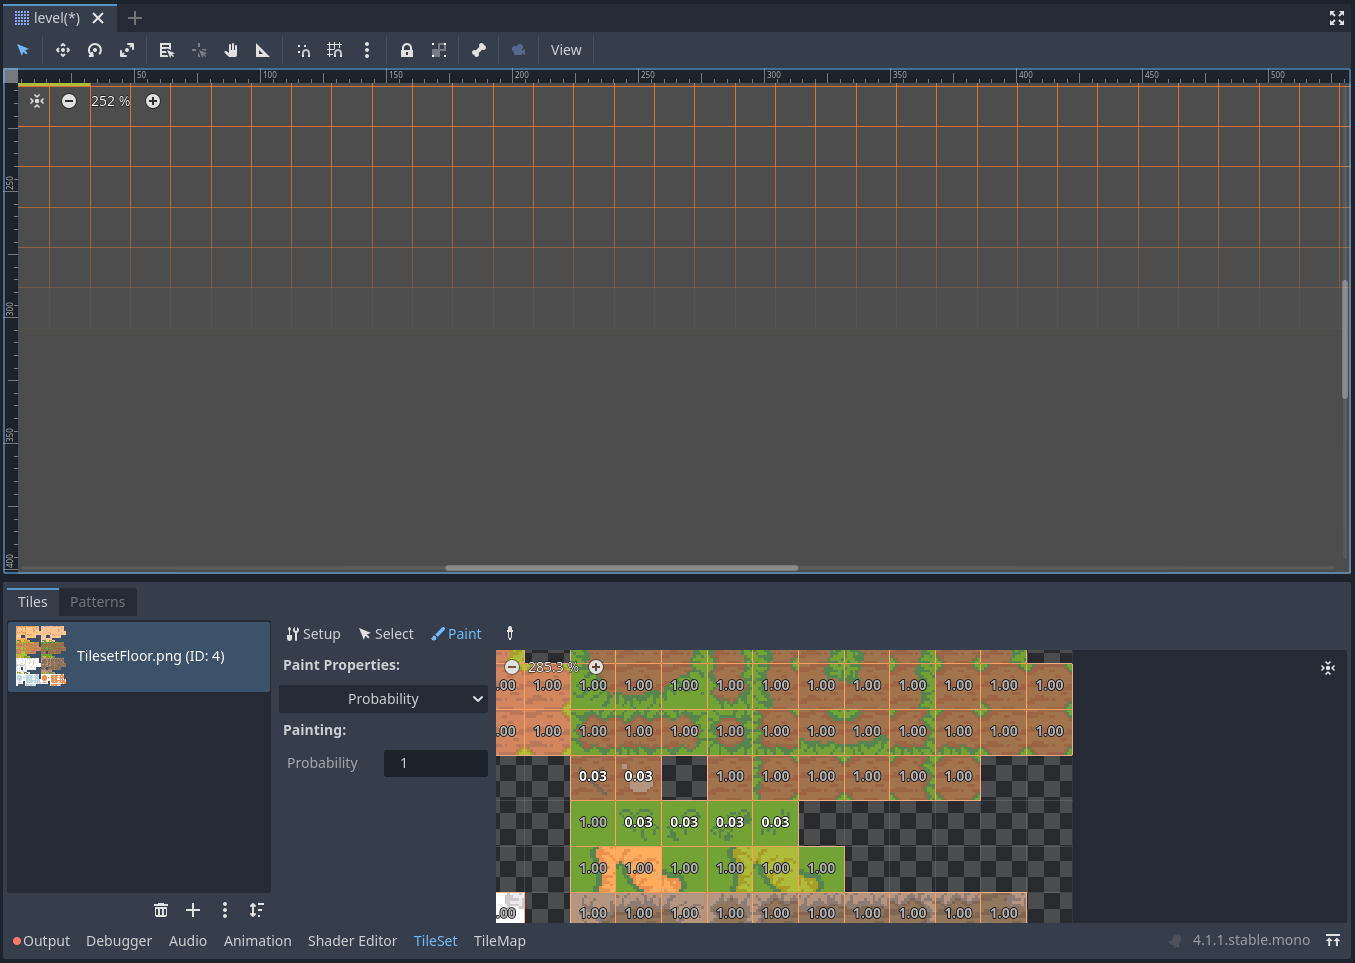 level(*)
View
50 100 150 200 250 300 350 400 450 500
252 %
250
300
350
400
Tiles Patterns
TilesetFloor.png (ID: 4)
Setup Select Paint
Paint Properties:
Probability
Painting:
Probability 1
285.3 %
.00 1.00 1.00 1.00 1.00 1.00 1.00 1.00 1.00 1.00 1.00 1.00 1.00
.00 1.00 1.00 1.00 1.00 1.00 1.00 1.00 1.00 1.00 1.00 1.00 1.00
0.03 0.03 1.00 1.00 1.00 1.00 1.00 1.00
1.00 0.03 0.03 0.03 0.03
1.00 1.00 1.00 1.00 1.00 1.00
.00 1.00 1.00 1.00 1.00 1.00 1.00 1.00 1.00 1.00 1.00
Output Debugger Audio Animation Shader Editor TileSet TileMap 4.1.1.stable.mono